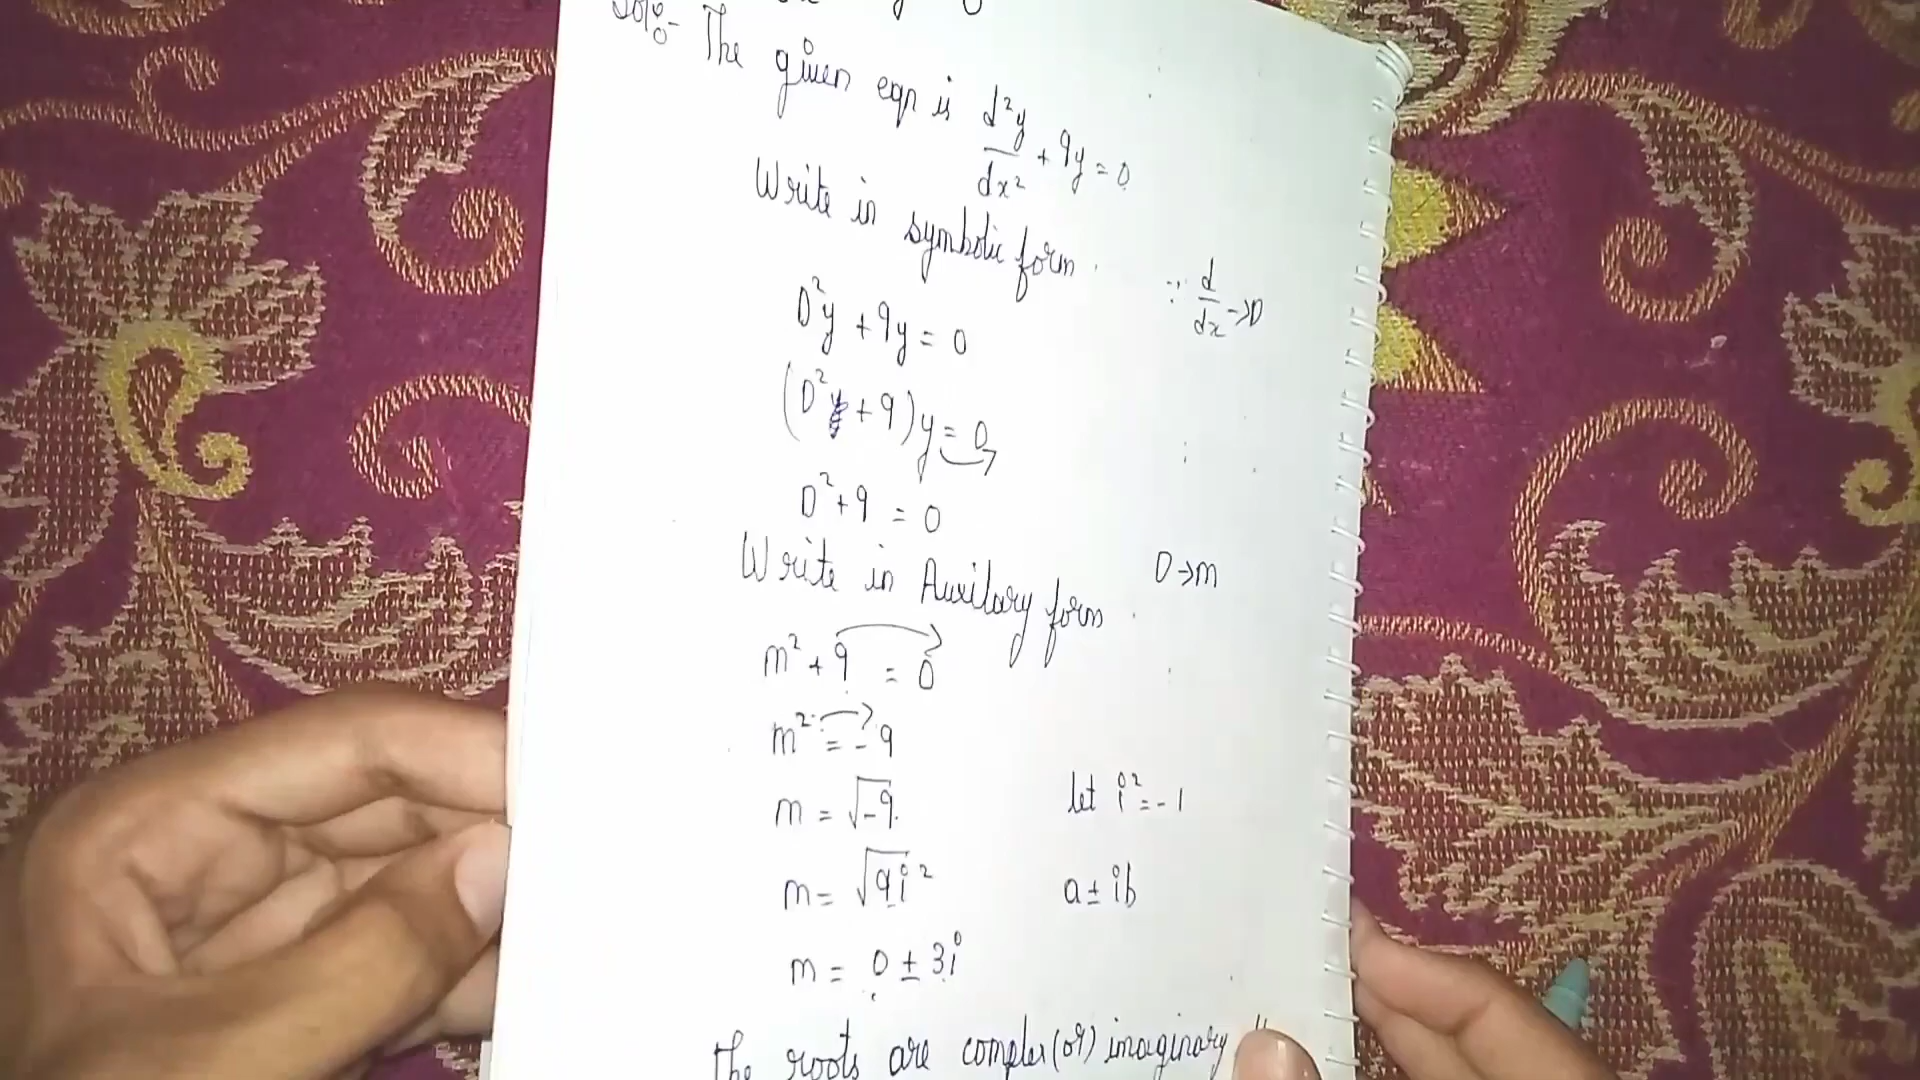 Sol:- The given eqn is d²y/dx² + 9y = 0
Write in symbolic form.
∵ d/dx → D
D²y + 9y = 0
(D² + 9)y = 0
D² + 9 = 0
Write in Auxilary form. D → m
m² + 9 = 0
m² = - 9
m = √-9. let i² = -1
m = √9i² a ± ib
m = 0 ± 3i
The roots are complex (or) imaginary